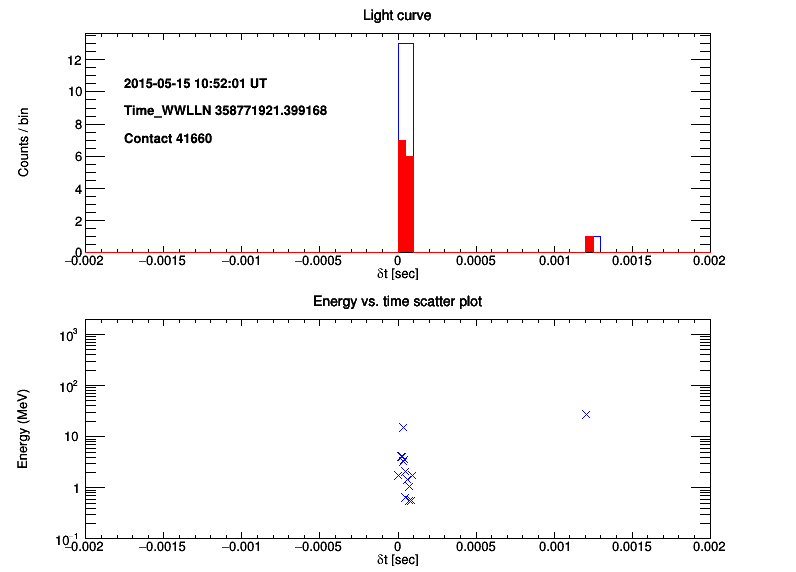 Light curve
Counts / bin
12
10
8
6
4
2
0
2015-05-15 10:52:01 UT
Time_WWLLN 358771921.399168
Contact 41660
−0.002 −0.0015 −0.001 −0.0005 0 0.0005 0.001 0.0015 0.002
δt [sec]
Energy vs. time scatter plot
Energy (MeV)
10³
10²
10
1
10⁻¹
−0.002 −0.0015 −0.001 −0.0005 0 0.0005 0.001 0.0015 0.002
δt [sec]